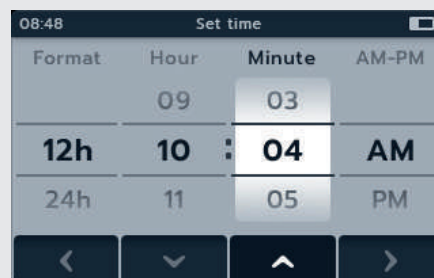 08:48 Set time
Format Hour Minute AM-PM
09 03
12h 10 : 04 AM
24h 11 05 PM